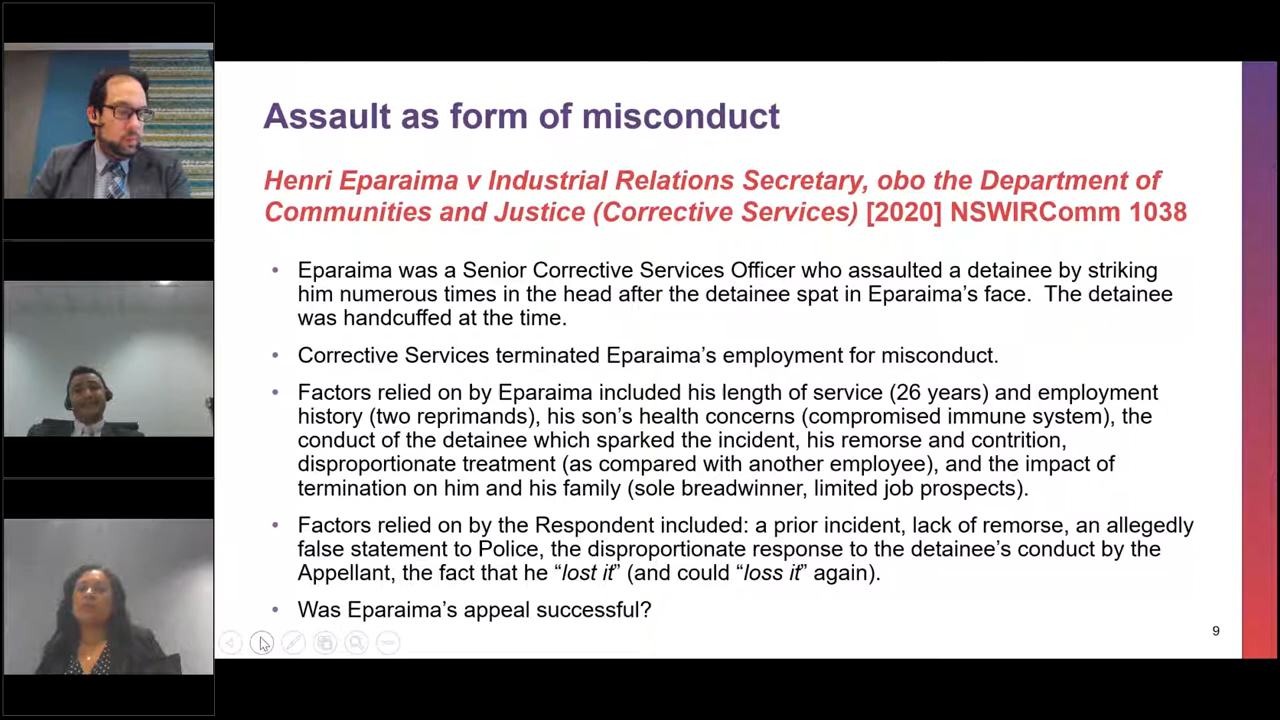 Assault as form of misconduct
Henri Eparaima v Industrial Relations Secretary, obo the Department of
Communities and Justice (Corrective Services) [2020] NSWIRComm 1038
• Eparaima was a Senior Corrective Services Officer who assaulted a detainee by striking
him numerous times in the head after the detainee spat in Eparaima's face. The detainee
was handcuffed at the time.
• Corrective Services terminated Eparaima's employment for misconduct.
• Factors relied on by Eparaima included his length of service (26 years) and employment
history (two reprimands), his son's health concerns (compromised immune system), the
conduct of the detainee which sparked the incident, his remorse and contrition,
disproportionate treatment (as compared with another employee), and the impact of
termination on him and his family (sole breadwinner, limited job prospects).
• Factors relied on by the Respondent included: a prior incident, lack of remorse, an allegedly
false statement to Police, the disproportionate response to the detainee's conduct by the
Appellant, the fact that he “lost it” (and could “loss it” again).
• Was Eparaima's appeal successful?
9